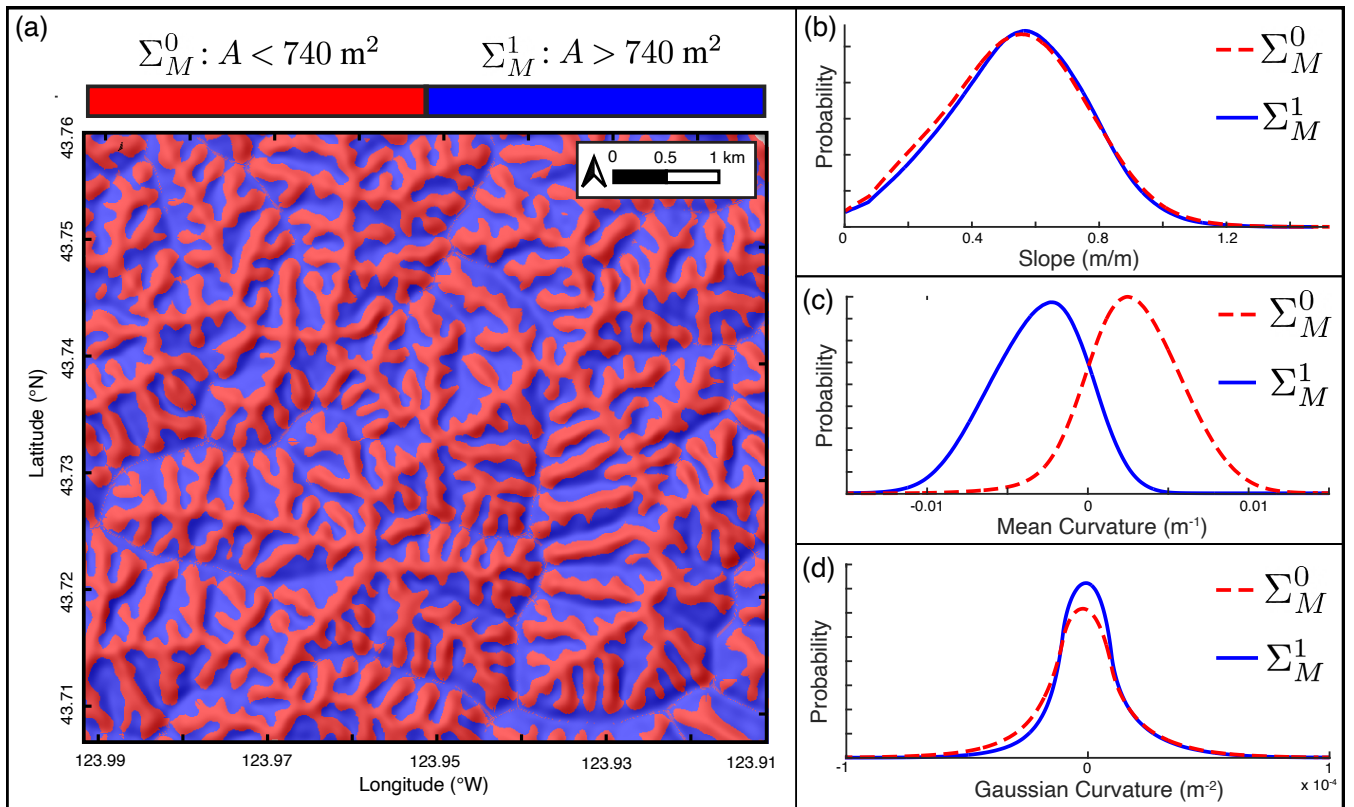 (a)
Σ⁰_M : A < 740 m² Σ¹_M : A > 740 m²
0 0.5 1 km
43.76
43.75
43.74
43.73
43.72
43.71
Latitude (°N)
123.99 123.97 123.95 123.93 123.91
Longitude (°W)
(b)
Σ⁰_M
Σ¹_M
Probability
0 0.4 0.8 1.2
Slope (m/m)
(c)
Σ⁰_M
Σ¹_M
Probability
-0.01 0 0.01
Mean Curvature (m⁻¹)
(d)
Σ⁰_M
Σ¹_M
Probability
-1 0 1
x 10⁻⁴
Gaussian Curvature (m⁻²)